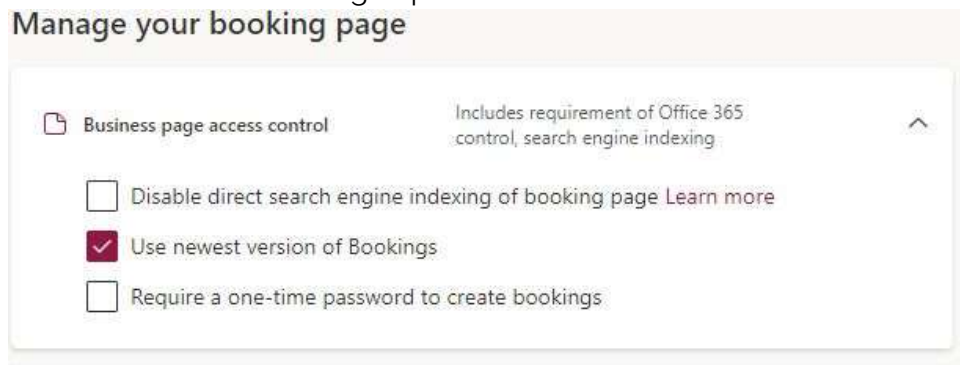 Manage your booking page
Business page access control
Includes requirement of Office 365
control, search engine indexing
Disable direct search engine indexing of booking page Learn more
Use newest version of Bookings
Require a one-time password to create bookings